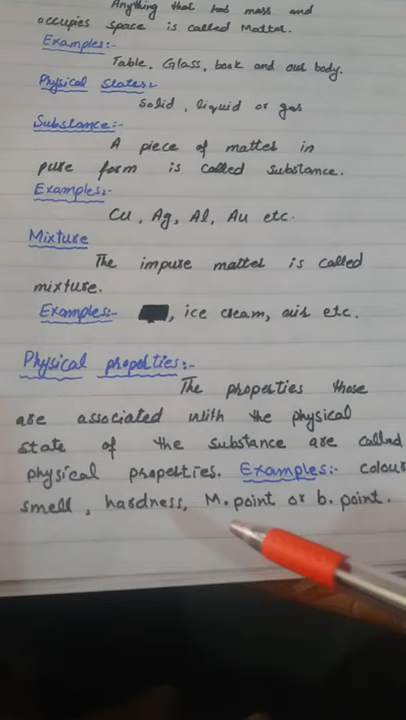 Anything that has mass and
occupies space is called Matter.
Examples:-
Table, Glass, book and our body.
Physical states:-
Solid, liquid or gas
Substance:-
A piece of matter in
pure form is called substance.
Examples:-
Cu, Ag, Al, Au etc.
Mixture
The impure matter is called
mixture.
Examples:- , ice cream, air etc.
Physical properties:-
The properties those
are associated with the physical
state of the substance are called
physical properties. Examples:- colour
smell, hardness, M. point or b. point.